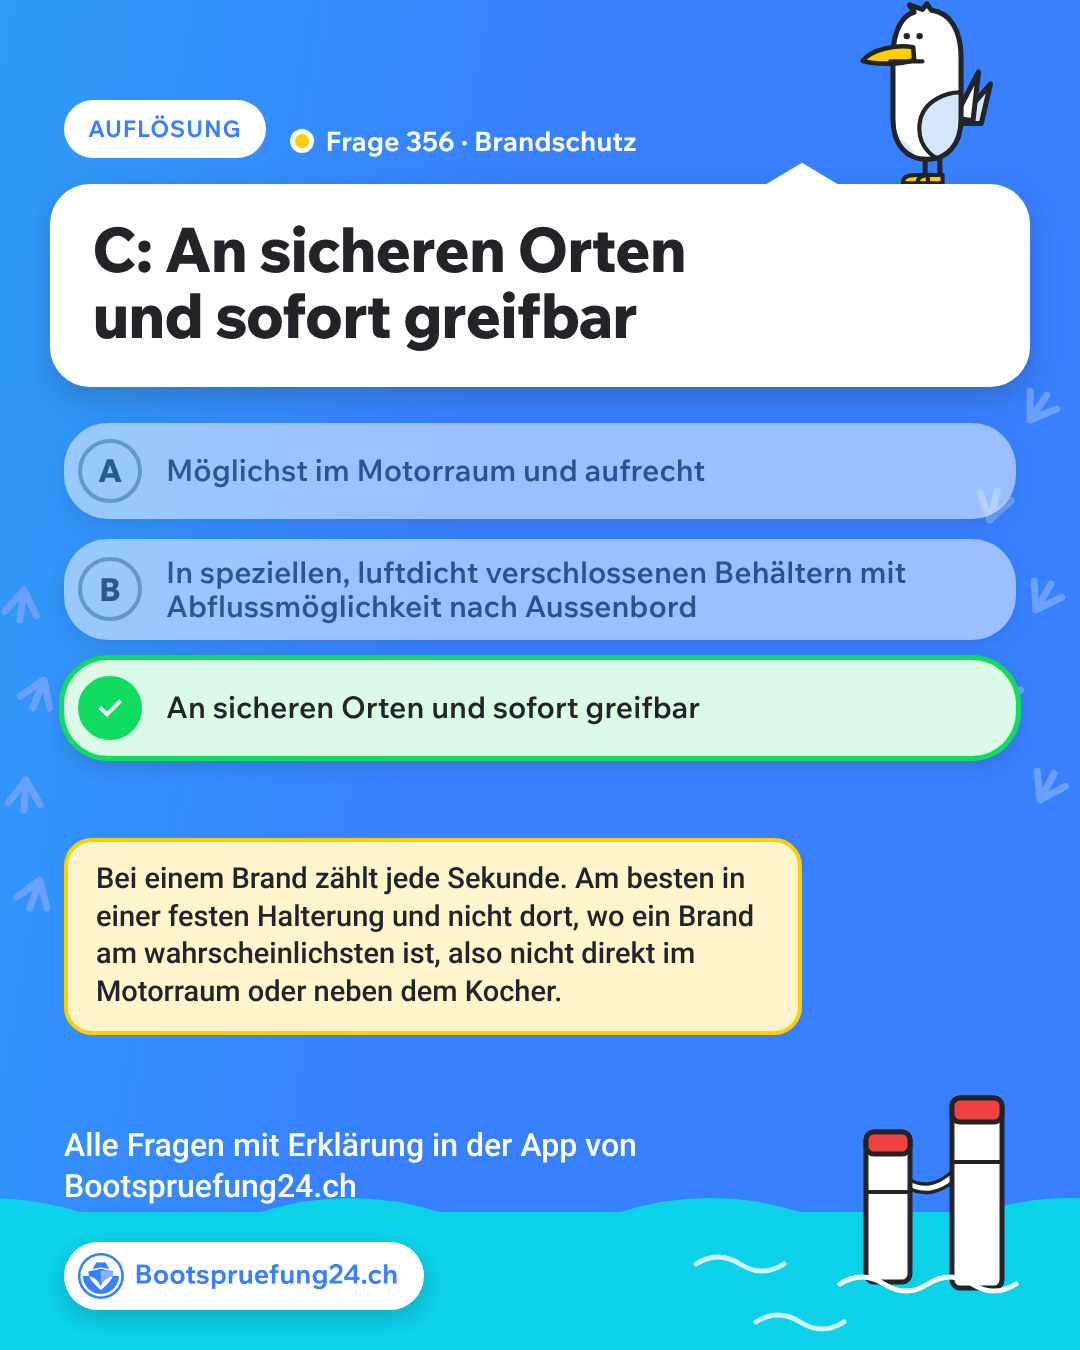 AUFLÖSUNG
Frage 356 · Brandschutz
C: An sicheren Orten
und sofort greifbar
A
Möglichst im Motorraum und aufrecht
B
In speziellen, luftdicht verschlossenen Behältern mit
Abflussmöglichkeit nach Aussenbord
An sicheren Orten und sofort greifbar
Bei einem Brand zählt jede Sekunde. Am besten in
einer festen Halterung und nicht dort, wo ein Brand
am wahrscheinlichsten ist, also nicht direkt im
Motorraum oder neben dem Kocher.
Alle Fragen mit Erklärung in der App von
Bootspruefung24.ch
Bootspruefung24.ch